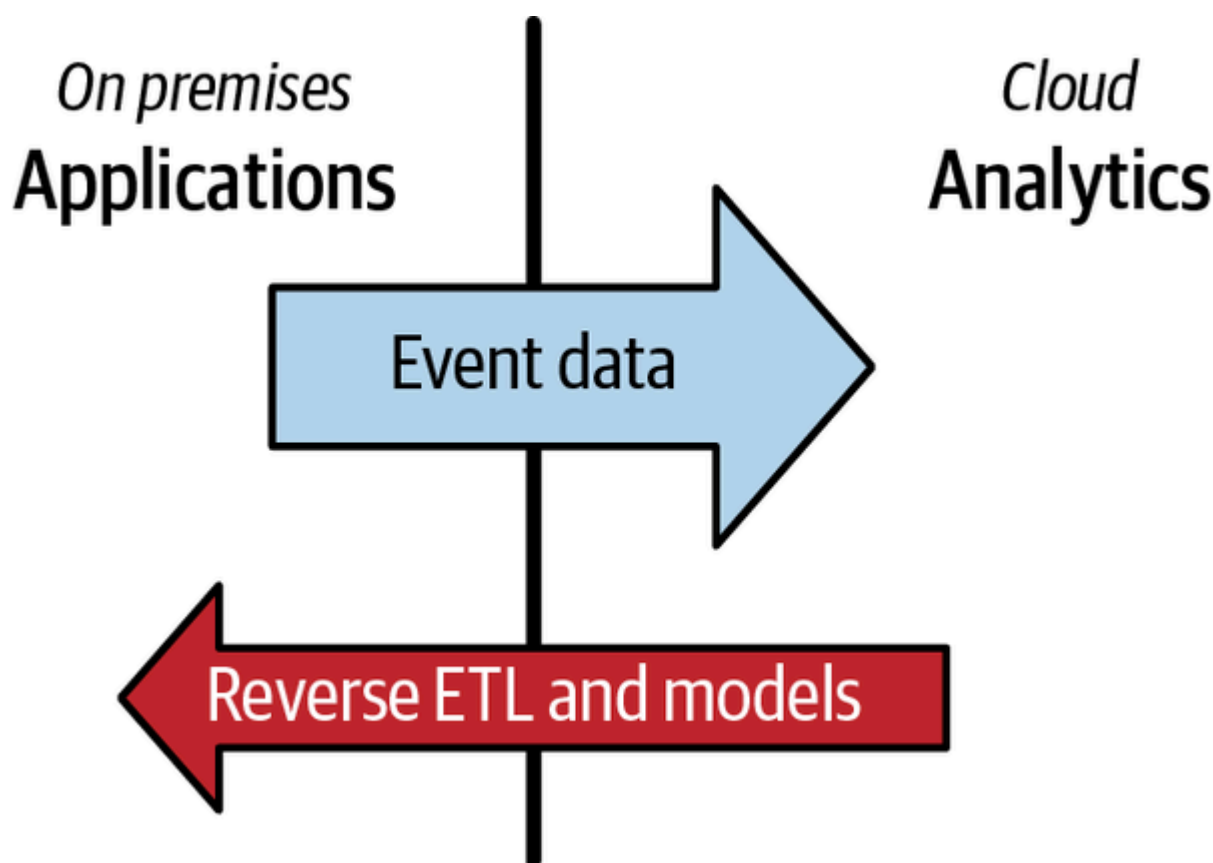 On premises
Applications
Cloud
Analytics
Event data
Reverse ETL and models